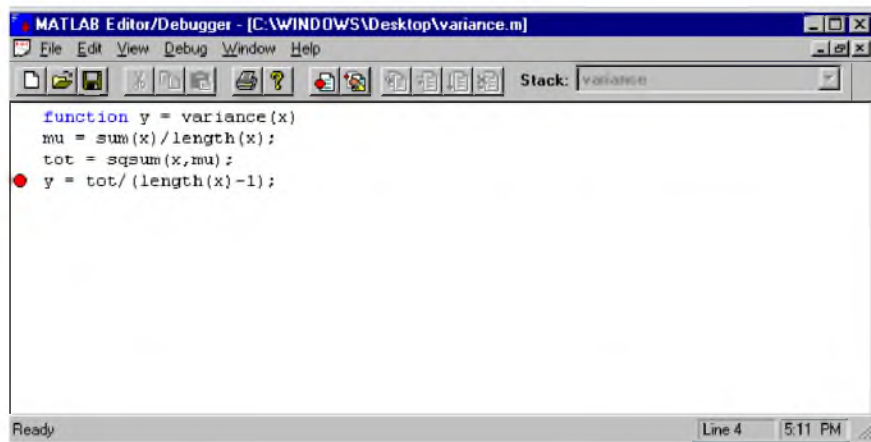 MATLAB Editor/Debugger - [C:\WINDOWS\Desktop\variance.m]
File Edit View Debug Window Help
Stack: variance
function y = variance(x)
mu = sum(x)/length(x);
tot = sqsum(x,mu);
y = tot/(length(x)-1);
Ready Line 4 5:11 PM